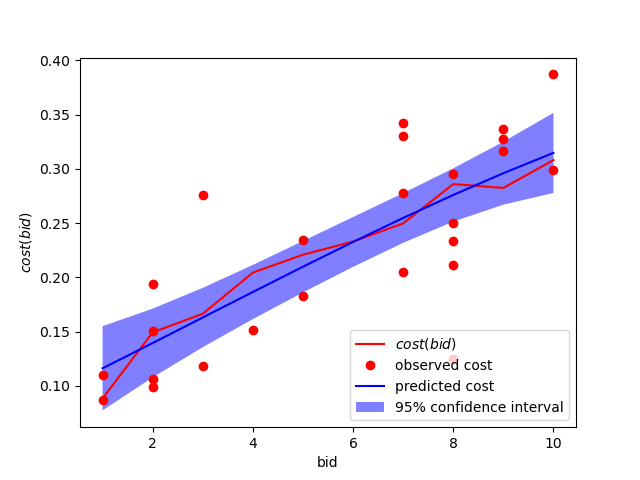 0.40
0.35
0.30
0.25
0.20
0.15
0.10
cost(bid)
2
4
6
8
10
bid
cost(bid)
observed cost
predicted cost
95% confidence interval